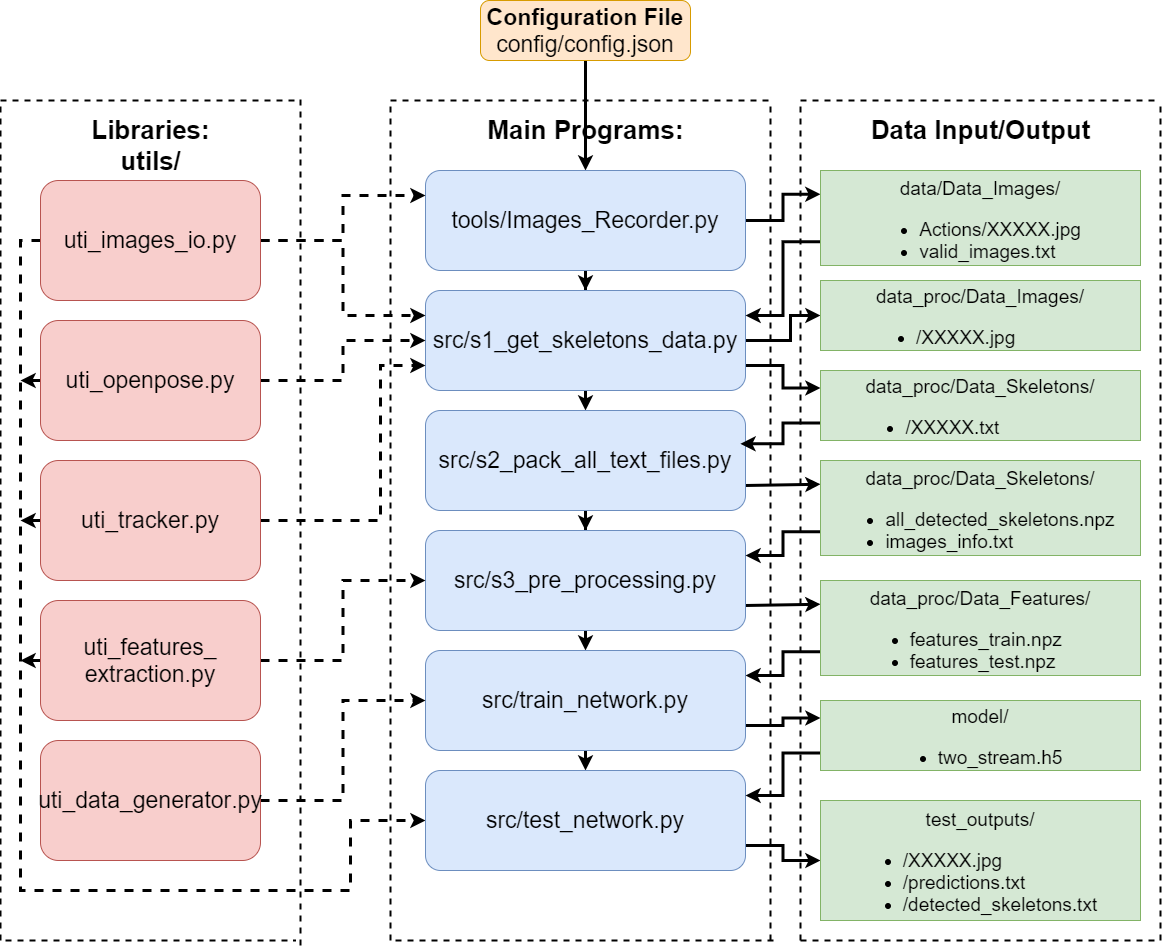 Configuration File
config/config.json
Libraries:
utils/
uti_images_io.py
uti_openpose.py
uti_tracker.py
uti_features_
extraction.py
uti_data_generator.py
Main Programs:
tools/Images_Recorder.py
src/s1_get_skeletons_data.py
src/s2_pack_all_text_files.py
src/s3_pre_processing.py
src/train_network.py
src/test_network.py
Data Input/Output
data/Data_Images/
• Actions/XXXXX.jpg
• valid_images.txt
data_proc/Data_Images/
• /XXXXX.jpg
data_proc/Data_Skeletons/
• /XXXXX.txt
data_proc/Data_Skeletons/
• all_detected_skeletons.npz
• images_info.txt
data_proc/Data_Features/
• features_train.npz
• features_test.npz
model/
• two_stream.h5
test_outputs/
• /XXXXX.jpg
• /predictions.txt
• /detected_skeletons.txt